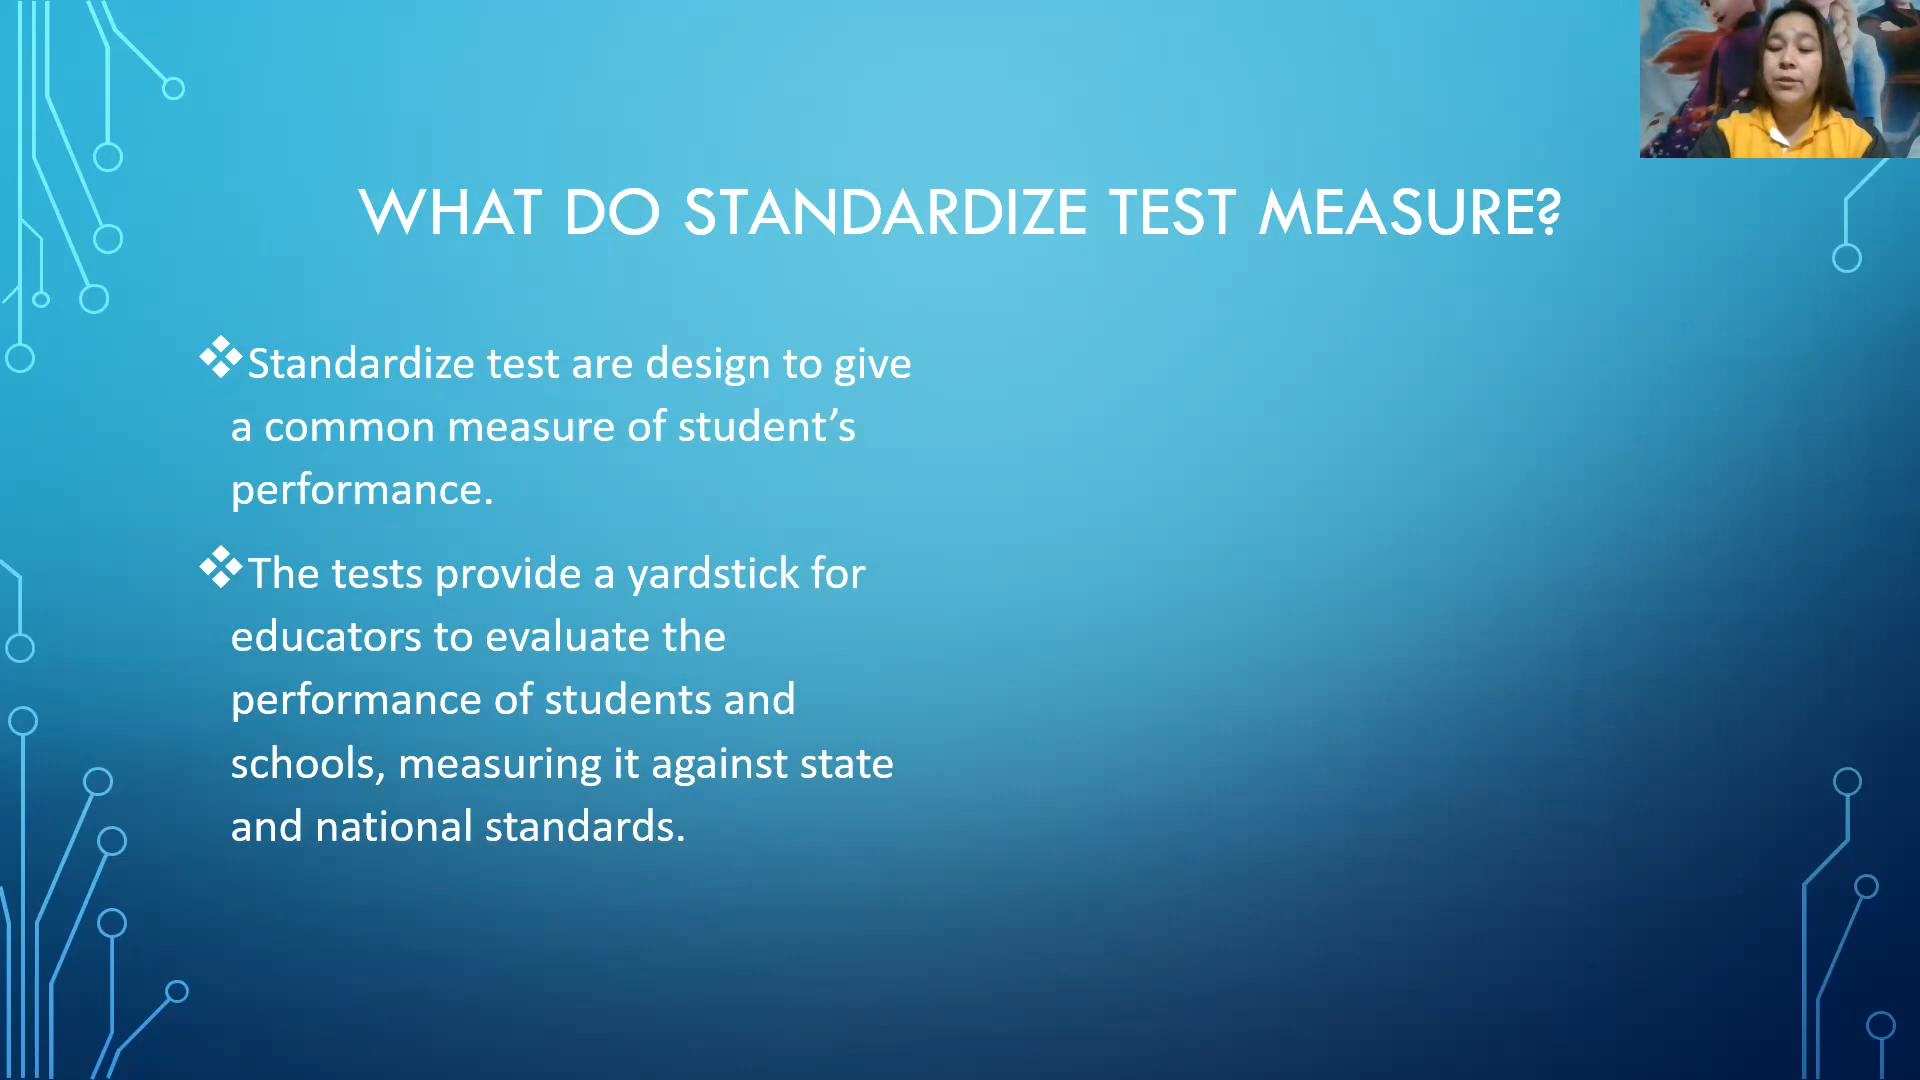 WHAT DO STANDARDIZE TEST MEASURE?
❖Standardize test are design to give
a common measure of student’s
performance.
❖The tests provide a yardstick for
educators to evaluate the
performance of students and
schools, measuring it against state
and national standards.